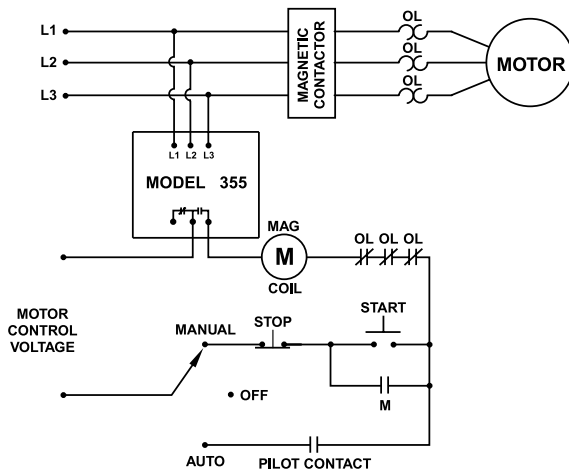 L1
L2
L3
MAGNETIC
CONTACTOR
OL
OL
OL
MOTOR
L1 L2 L3
MODEL 355
MAG
M
COIL
OL OL OL
MOTOR
CONTROL
VOLTAGE
MANUAL
STOP
START
OFF
M
AUTO
PILOT CONTACT